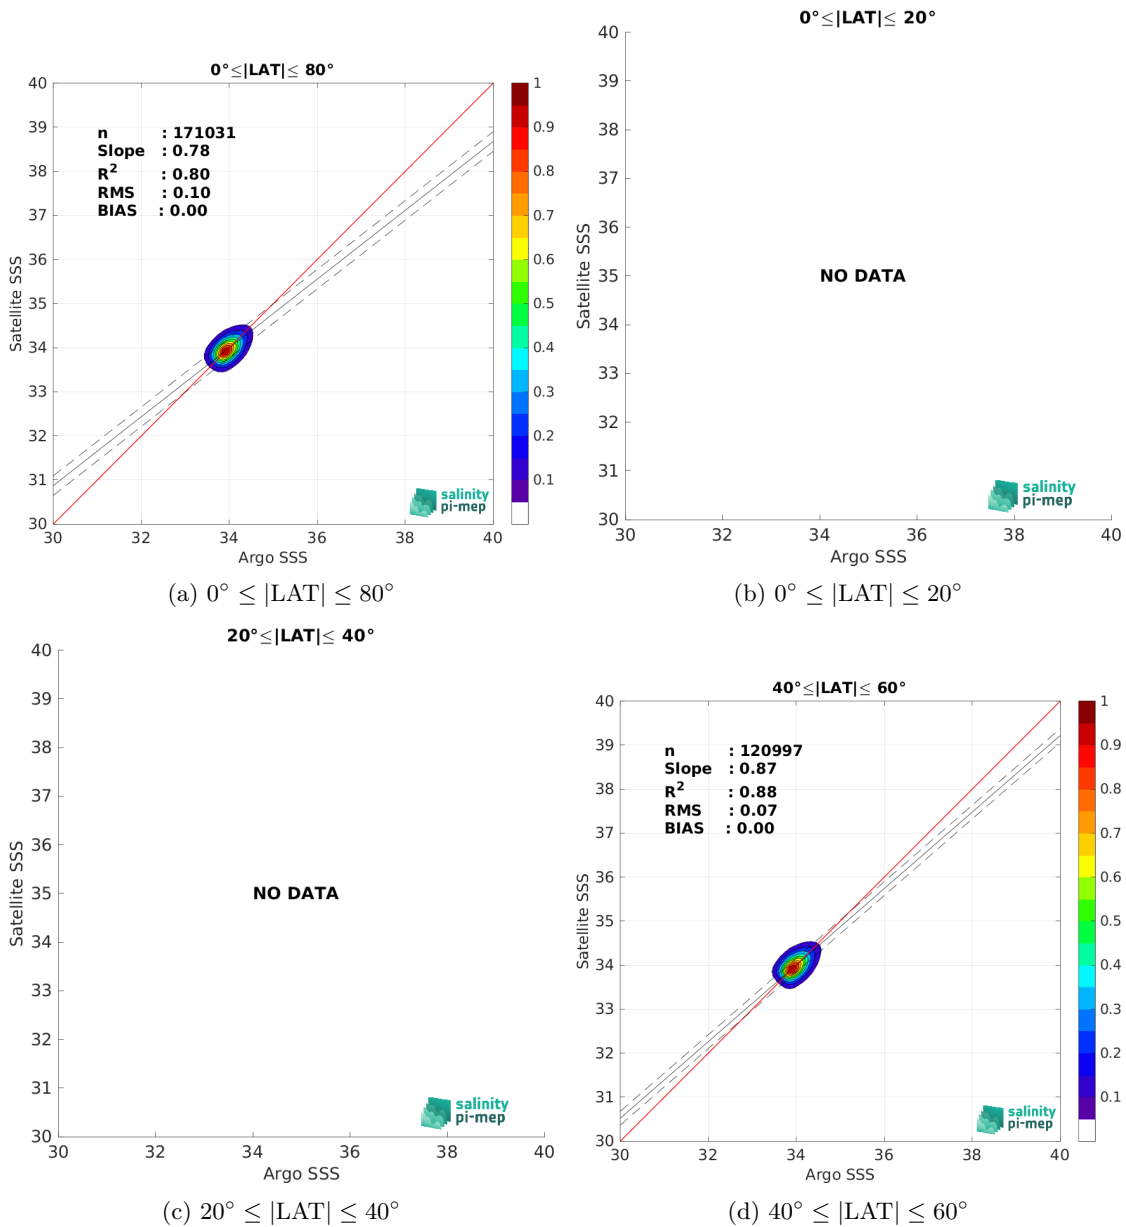 0°≤|LAT|≤ 80°
40
39
38
37
36
35
34
33
32
31
30
30
32
34
36
38
40
Satellite SSS
Argo SSS
n : 171031
Slope : 0.78
R² : 0.80
RMS : 0.10
BIAS : 0.00
1
0.9
0.8
0.7
0.6
0.5
0.4
0.3
0.2
0.1
salinity
pi-mep
(a) 0° ≤ |LAT| ≤ 80°
0°≤|LAT|≤ 20°
40
39
38
37
36
35
34
33
32
31
30
30
32
34
36
38
40
Satellite SSS
Argo SSS
NO DATA
salinity
pi-mep
(b) 0° ≤ |LAT| ≤ 20°
20°≤|LAT|≤ 40°
40
39
38
37
36
35
34
33
32
31
30
30
32
34
36
38
40
Satellite SSS
Argo SSS
NO DATA
salinity
pi-mep
(c) 20° ≤ |LAT| ≤ 40°
40°≤|LAT|≤ 60°
40
39
38
37
36
35
34
33
32
31
30
30
32
34
36
38
40
Satellite SSS
Argo SSS
n : 120997
Slope : 0.87
R² : 0.88
RMS : 0.07
BIAS : 0.00
1
0.9
0.8
0.7
0.6
0.5
0.4
0.3
0.2
0.1
salinity
pi-mep
(d) 40° ≤ |LAT| ≤ 60°